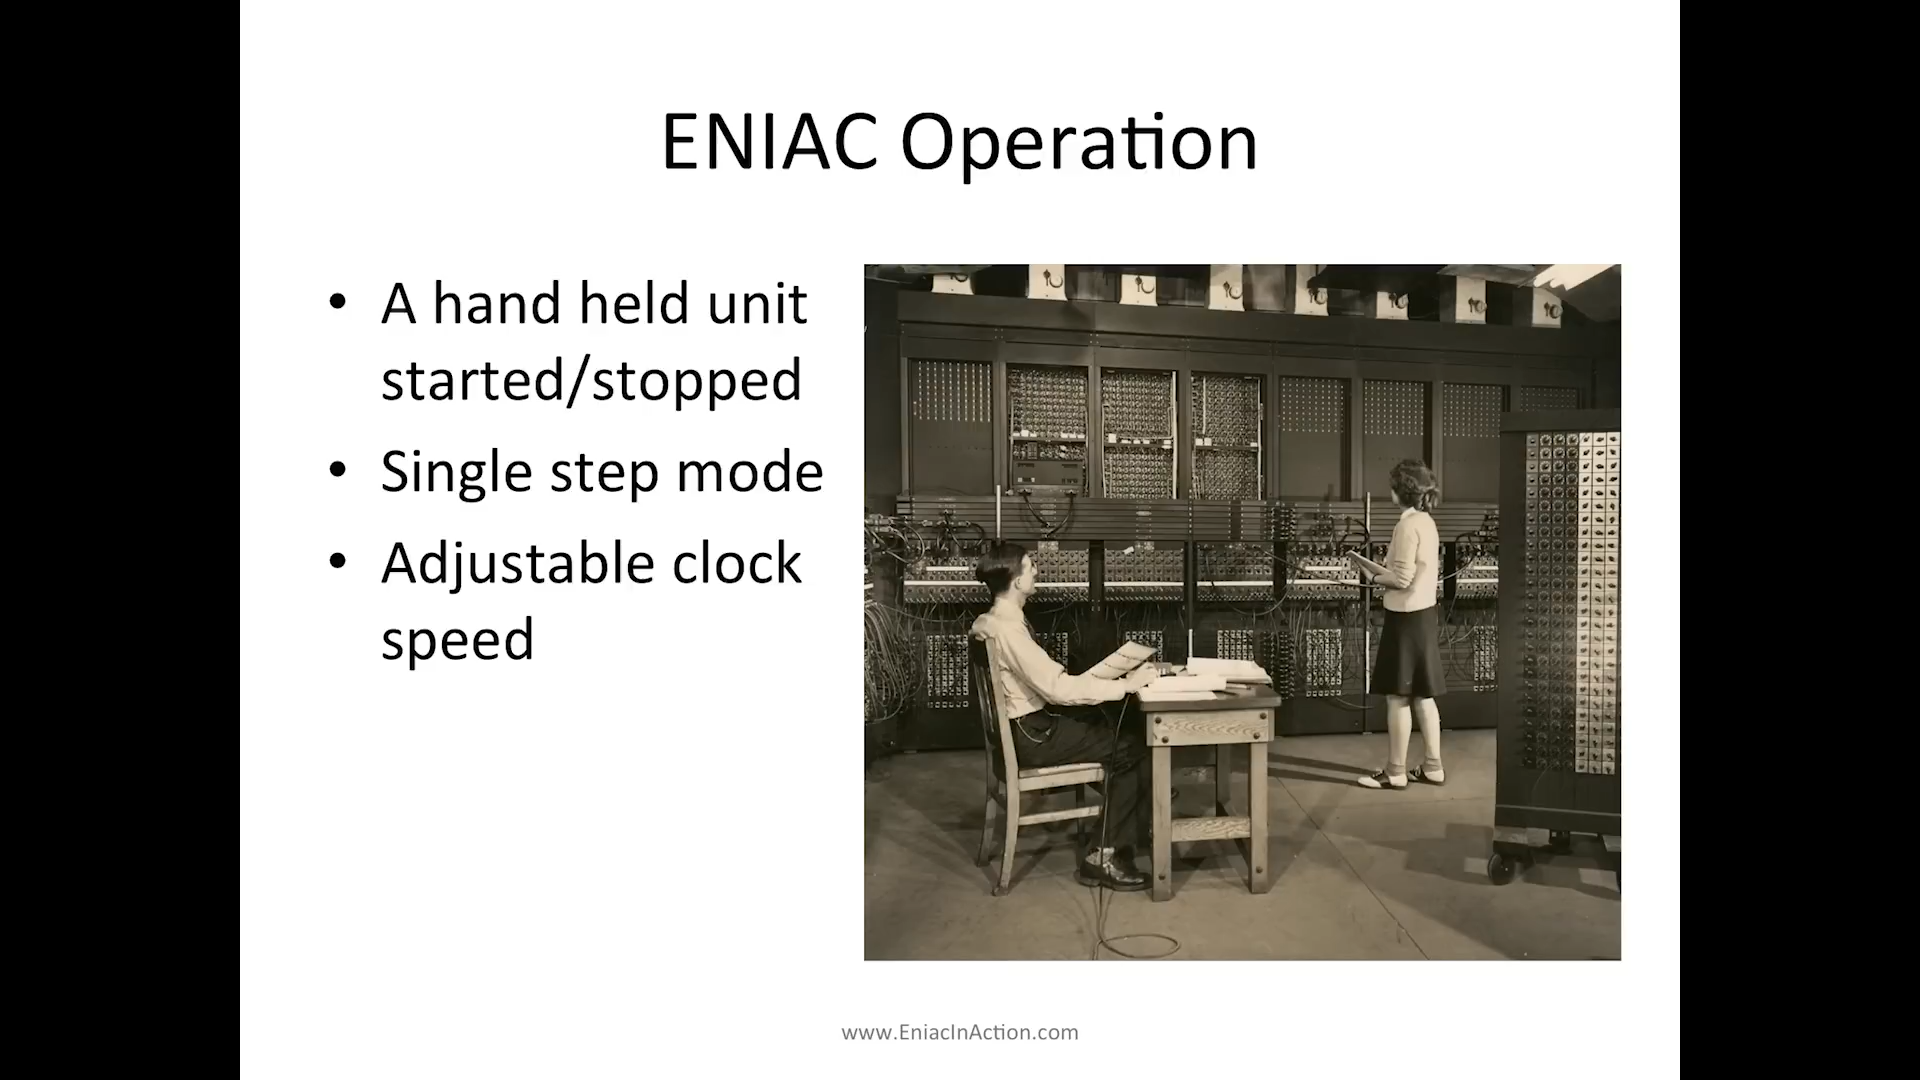 ENIAC Operation
• A hand held unit
started/stopped
• Single step mode
• Adjustable clock
speed
www.EniacInAction.com